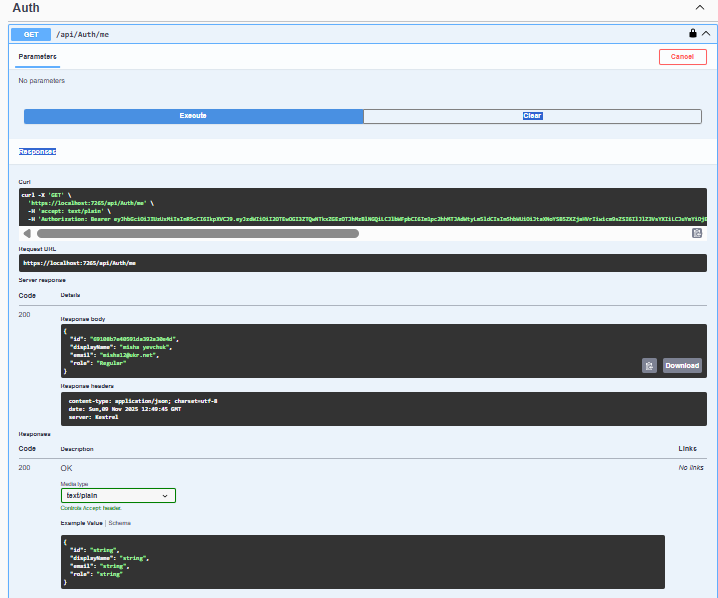 Auth
GET /api/Auth/me
Parameters
Cancel
No parameters
Execute
Clear
Responses
Curl
curl -X 'GET' \
'https://localhost:7265/api/Auth/me' \
-H 'accept: text/plain' \
-H 'Authorization: Bearer
Request URL
https://localhost:7265/api/Auth/me
Server response
Code Details
200
Response body
{
"id":
"displayName": "misha yevchuk",
"email": "misha12@ukr.net",
"role": "Regular"
}
Download
Response headers
content-type: application/json; charset=utf-8
date: Sun,09 Nov 2025 12:49:45 GMT
server: Kestrel
Responses
Code Description Links
200 OK No links
Media type
text/plain
Controls Accept header.
Example Value | Schema
{
"id": "string",
"displayName": "string",
"email": "string",
"role": "string"
}